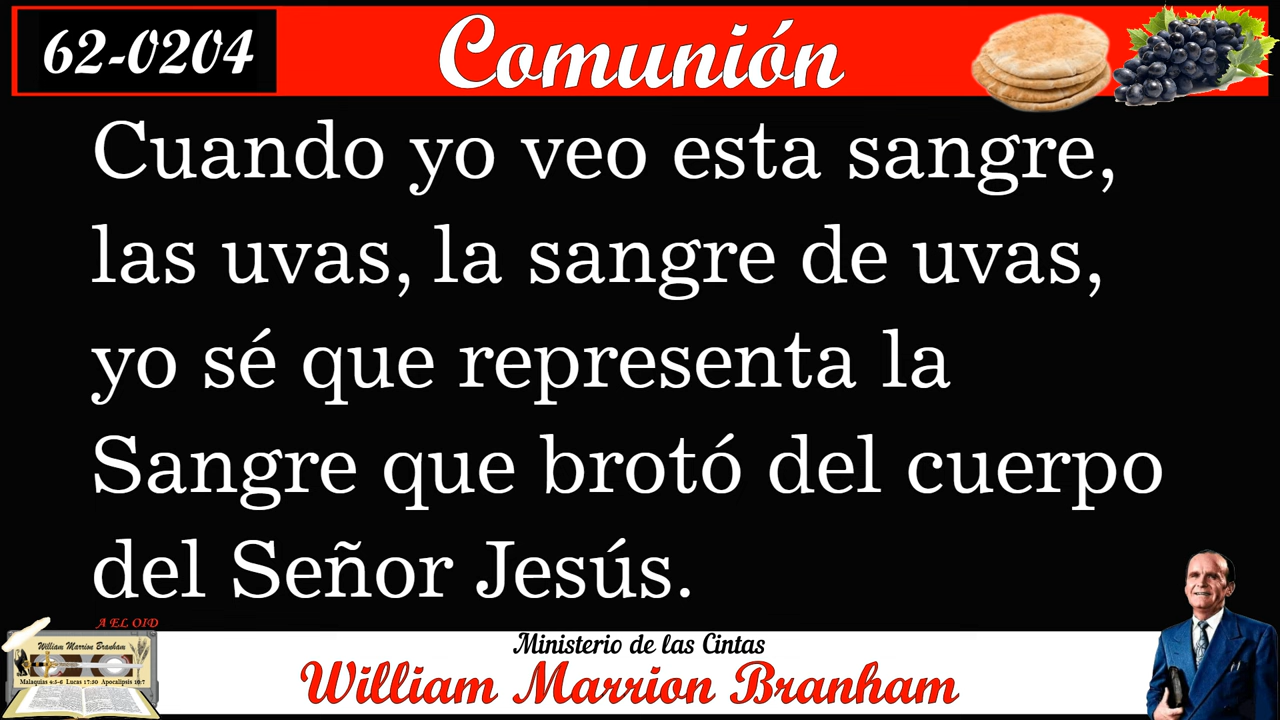 62-0204
Comunión
Cuando yo veo esta sangre,
las uvas, la sangre de uvas,
yo sé que representa la
Sangre que brotó del cuerpo
del Señor Jesús.
A EL OID
William Marrion Branham
Malaquias 4:5-6 Lucas 17:30 Apocalipsis 10:7
Ministerio de las Cintas
William Marrion Branham